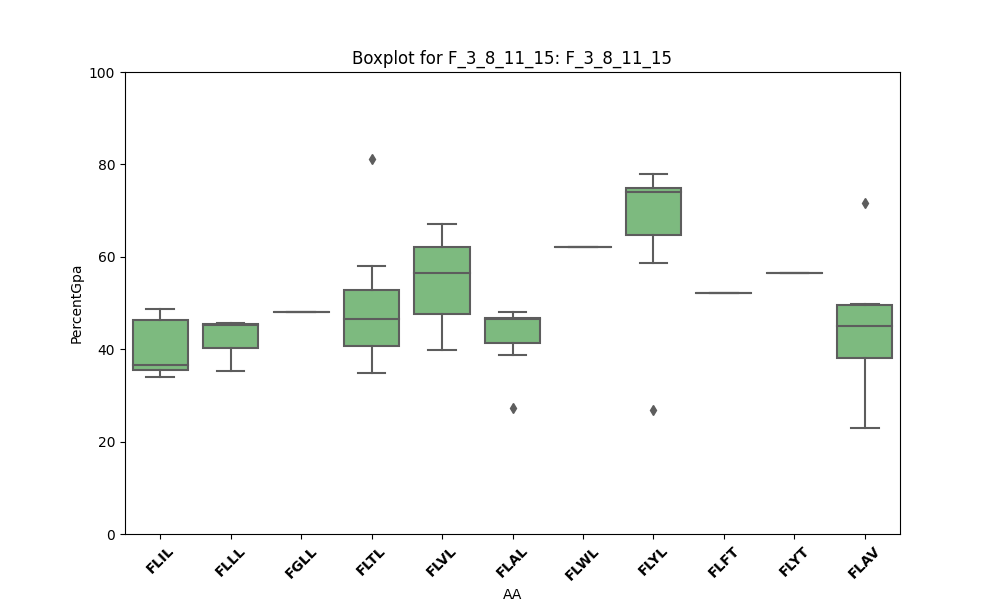 Boxplot for F_3_8_11_15: F_3_8_11_15
PercentGpa
100
80
60
40
20
0
FLIL
FLLL
FGLL
FLTL
FLVL
FLAL
FLWL
FLYL
FLFT
FLYT
FLAV
AA